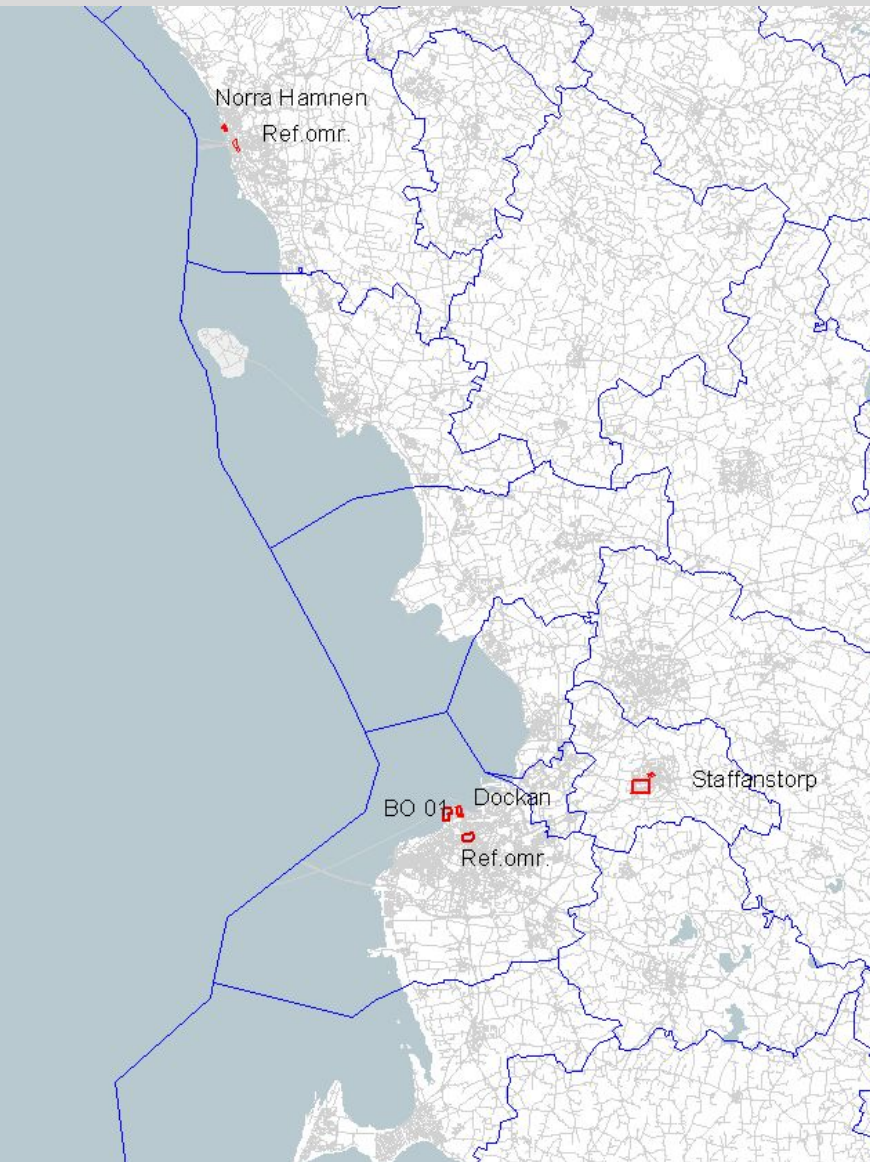 Norra Hamnen
Ref.omr.
Staffanstorp
Dockan
BO 01
Ref.omr.